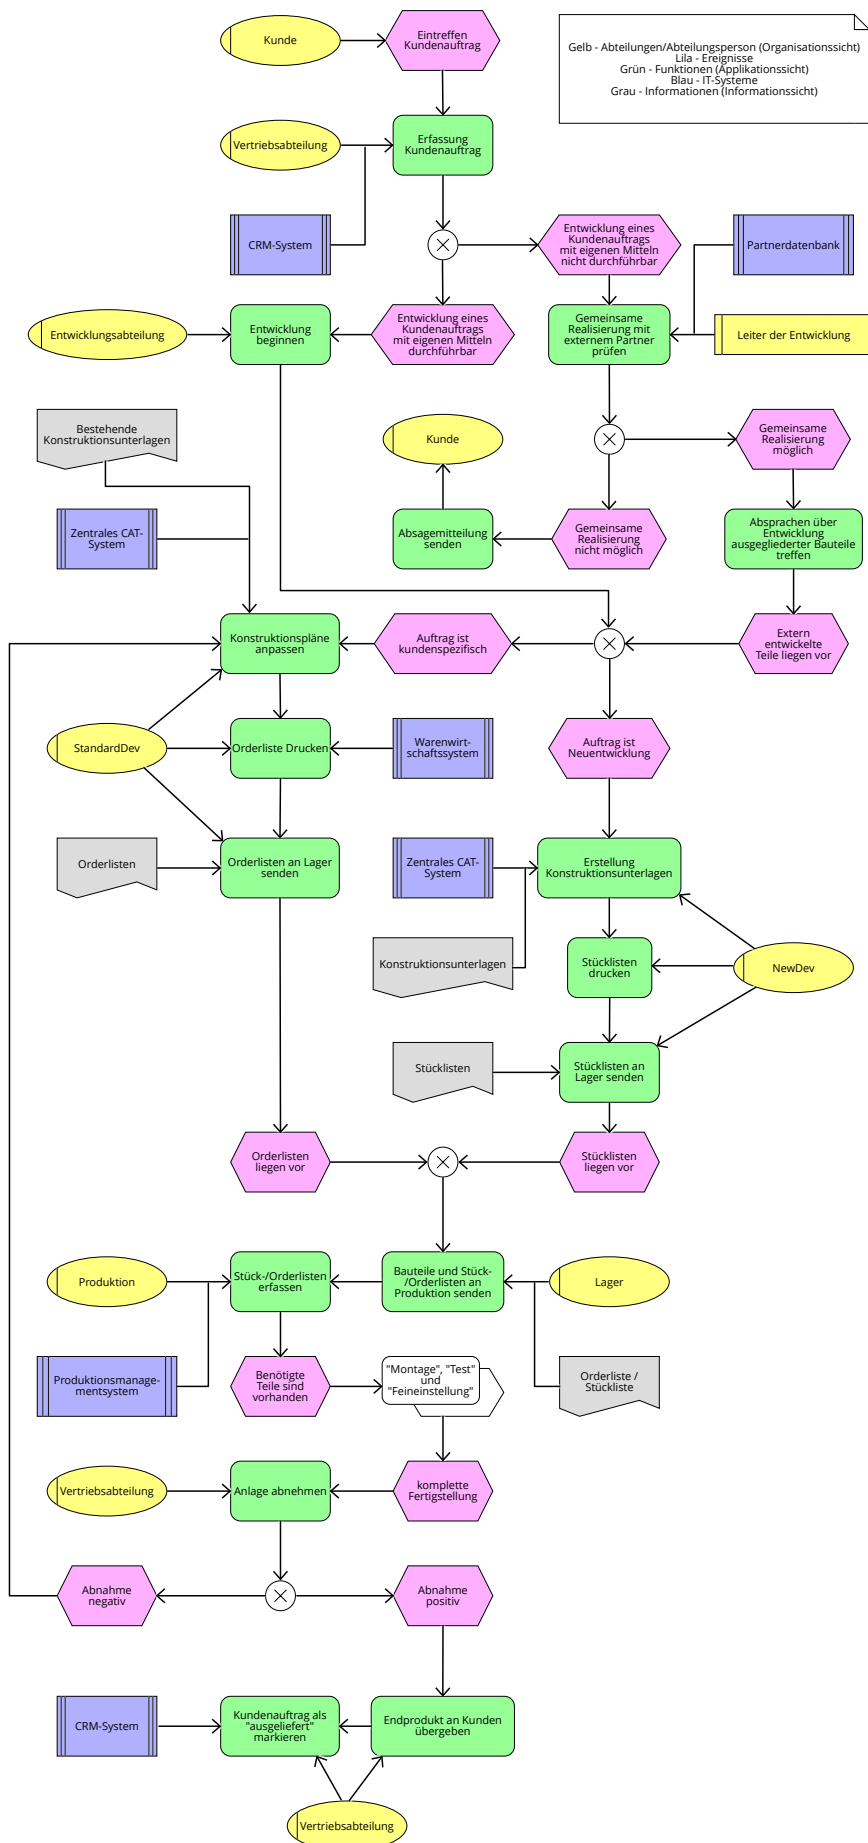 Kunde
Eintreffen
Kundenauftrag
Gelb - Abteilungen/Abteilungsperson (Organisationssicht)
Lila - Ereignisse
Grün - Funktionen (Applikationssicht)
Blau - IT-Systeme
Grau - Informationen (Informationssicht)
Vertriebsabteilung
Erfassung
Kundenauftrag
CRM-System
Entwicklung eines
Kundenauftrags
mit eigenen Mitteln
nicht durchführbar
Partnerdatenbank
Entwicklungsabteilung
Entwicklung
beginnen
Entwicklung eines
Kundenauftrags
mit eigenen Mitteln
durchführbar
Gemeinsame
Realisierung mit
externem Partner
prüfen
Leiter der Entwicklung
Bestehende
Konstruktionsunterlagen
Kunde
Gemeinsame
Realisierung
möglich
Zentrales CAT-
System
Absagemitteilung
senden
Gemeinsame
Realisierung
nicht möglich
Absprachen über
Entwicklung
ausgegliederter Bauteile
treffen
Konstruktionspläne
anpassen
Auftrag ist
kundenspezifisch
Extern
entwickelte
Teile liegen vor
StandardDev
Orderliste Drucken
Warenwirt-
schaftssystem
Auftrag ist
Neuentwicklung
Orderlisten
Orderlisten an Lager
senden
Zentrales CAT-
System
Erstellung
Konstruktionsunterlagen
Konstruktionsunterlagen
Stücklisten
drucken
NewDev
Stücklisten
Stücklisten an
Lager senden
Orderlisten
liegen vor
Stücklisten
liegen vor
Produktion
Stück-/Orderlisten
erfassen
Bauteile und Stück-
/Orderlisten an
Produktion senden
Lager
Produktionsmanage-
mentsystem
Benötigte
Teile sind
vorhanden
"Montage", "Test"
und
"Feineinstellung"
Orderliste /
Stückliste
Vertriebsabteilung
Anlage abnehmen
komplette
Fertigstellung
Abnahme
negativ
Abnahme
positiv
CRM-System
Kundenauftrag als
"ausgeliefert"
markieren
Endprodukt an Kunden
übergeben
Vertriebsabteilung